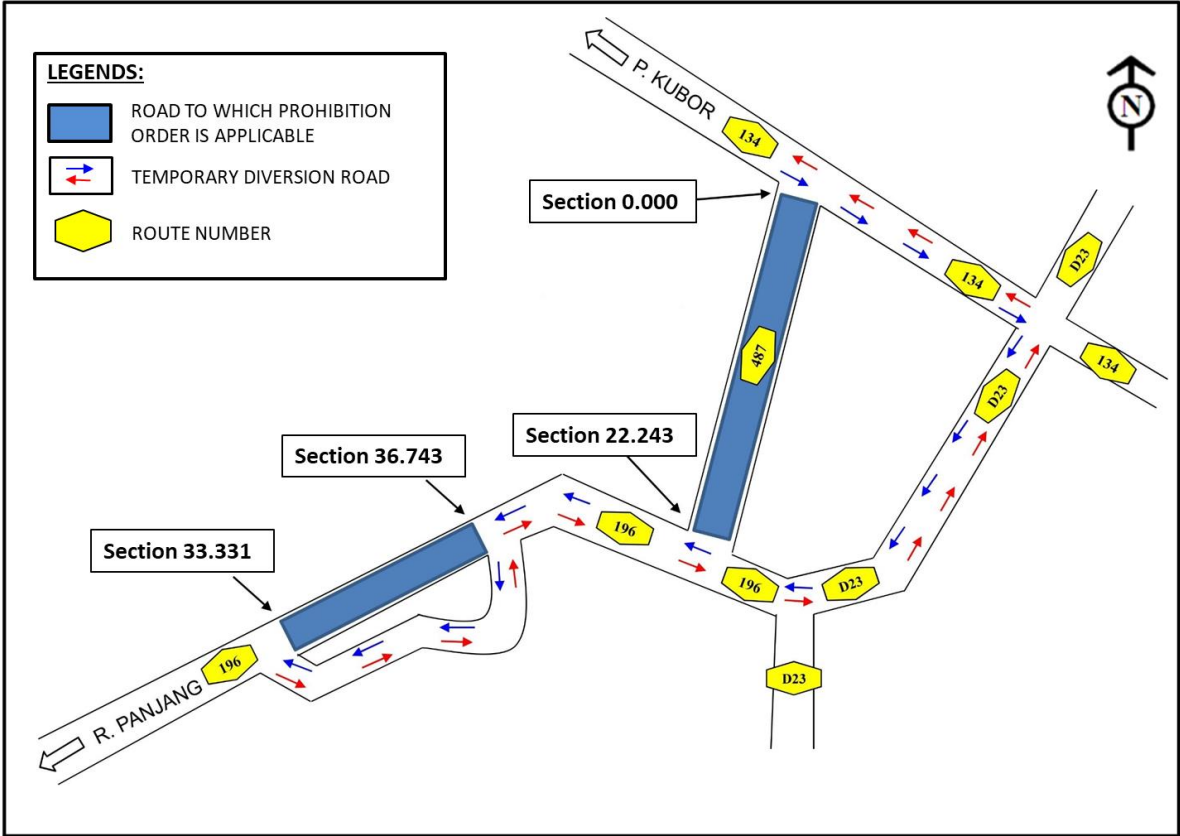 LEGENDS:
ROAD TO WHICH PROHIBITION
ORDER IS APPLICABLE
TEMPORARY DIVERSION ROAD
ROUTE NUMBER
P. KUBOR
N
134
Section 0.000
D23
134
134
487
D23
Section 22.243
Section 36.743
196
Section 33.331
196
D23
196
D23
R. PANJANG